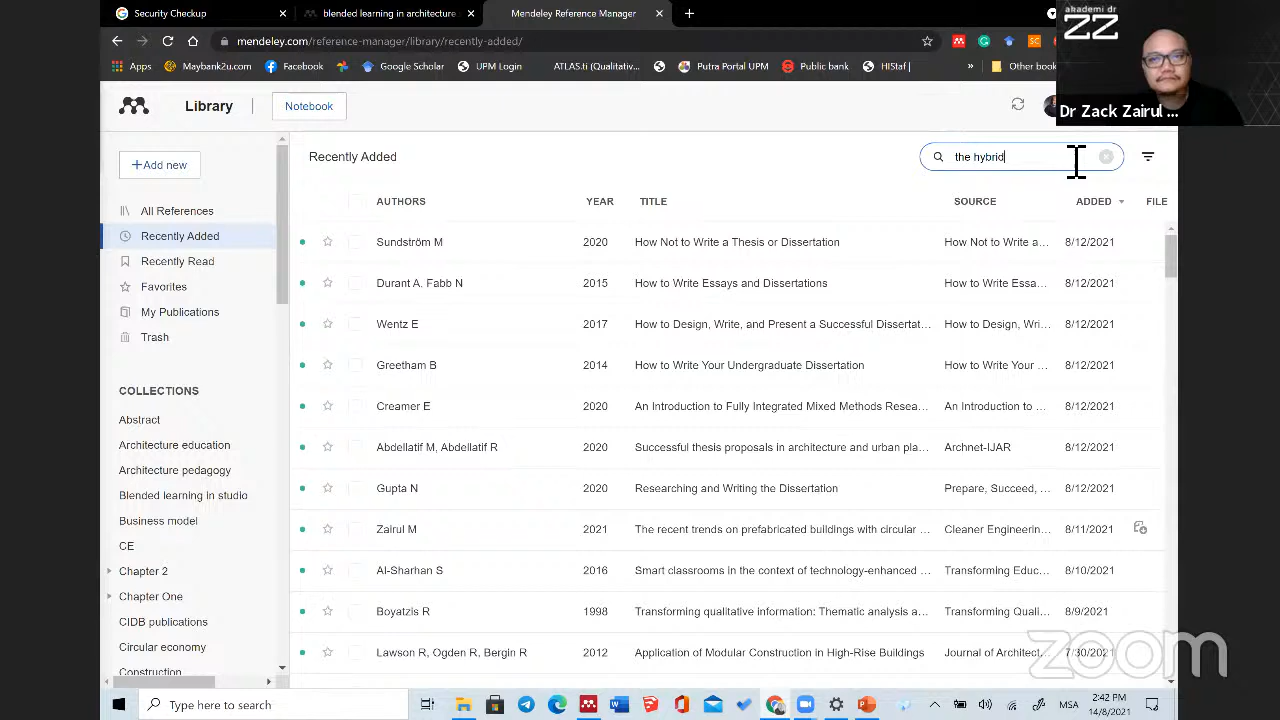 Security Checkup
blended learning in architecture
Mendeley Reference Manager
mendeley.com/reference
library/recently-added/
akademi dr
ZZ
Dr Zack Zairul ...
Apps
Maybank2u.com
Facebook
Google Scholar
UPM Login
ATLAS.ti (Qualitativ...
Putra Portal UPM
Public bank
HIStaf |
»
Other book
Library
Notebook
+ Add new
All References
Recently Added
Recently Read
Favorites
My Publications
Trash
COLLECTIONS
Abstract
Architecture education
Architecture pedagogy
Blended learning in studio
Business model
CE
Chapter 2
Chapter One
CIDB publications
Circular economy
Construction
Recently Added
the hybrid
AUTHORS YEAR TITLE SOURCE ADDED FILE
Sundström M 2020 How Not to Write a Thesis or Dissertation How Not to Write a... 8/12/2021
Durant A, Fabb N 2015 How to Write Essays and Dissertations How to Write Essa... 8/12/2021
Wentz E 2017 How to Design, Write, and Present a Successful Dissertat... How to Design, Wri... 8/12/2021
Greetham B 2014 How to Write Your Undergraduate Dissertation How to Write Your ... 8/12/2021
Creamer E 2020 An Introduction to Fully Integrated Mixed Methods Resea... An Introduction to ... 8/12/2021
Abdellatif M, Abdellatif R 2020 Successful thesis proposals in architecture and urban pla... Archnet-IJAR 8/12/2021
Gupta N 2020 Researching and Writing the Dissertation Prepare, Succeed, ... 8/12/2021
Zairul M 2021 The recent trends on prefabricated buildings with circular ... Cleaner Engineerin... 8/11/2021
Al-Sharhan S 2016 Smart classrooms in the context of technology-enhanced ... Transforming Educ... 8/10/2021
Boyatzis R 1998 Transforming qualitative information: Thematic analysis a... Transforming Quali... 8/9/2021
Lawson R, Ogden R, Bergin R 2012 Application of Modular Construction in High-Rise Buildings Journal of Architect... 7/30/2021
zoom
Type here to search
MSA
2:42 PM
14/8/2021